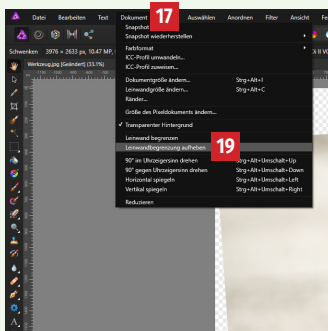 Datei Bearbeiten Text Dokument Auswählen Anordnen Filter Ansicht
17
Snapshot
Snapshot wiederherstellen
Schwenken 3976 × 2633 px, 10.47 MP,
Farbformat
ICC-Profil umwandeln...
ICC-Profil zuweisen...
Werkzeug.jpg [Geändert] (33.1%)
Dokumentgröße ändern... Strg+Alt+I
Leinwandgröße ändern... Strg+Alt+C
Ränder...
Größe des Pixeldokuments ändern...
✓ Transparenter Hintergrund
Leinwand begrenzen
Leinwandbegrenzung aufheben
19
90° im Uhrzeigersinn drehen Strg+Alt+Umschalt+Up
90° gegen Uhrzeigersinn drehen Strg+Alt+Umschalt+Down
Horizontal spiegeln Strg+Alt+Umschalt+Left
Vertikal spiegeln Strg+Alt+Umschalt+Right
Reduzieren